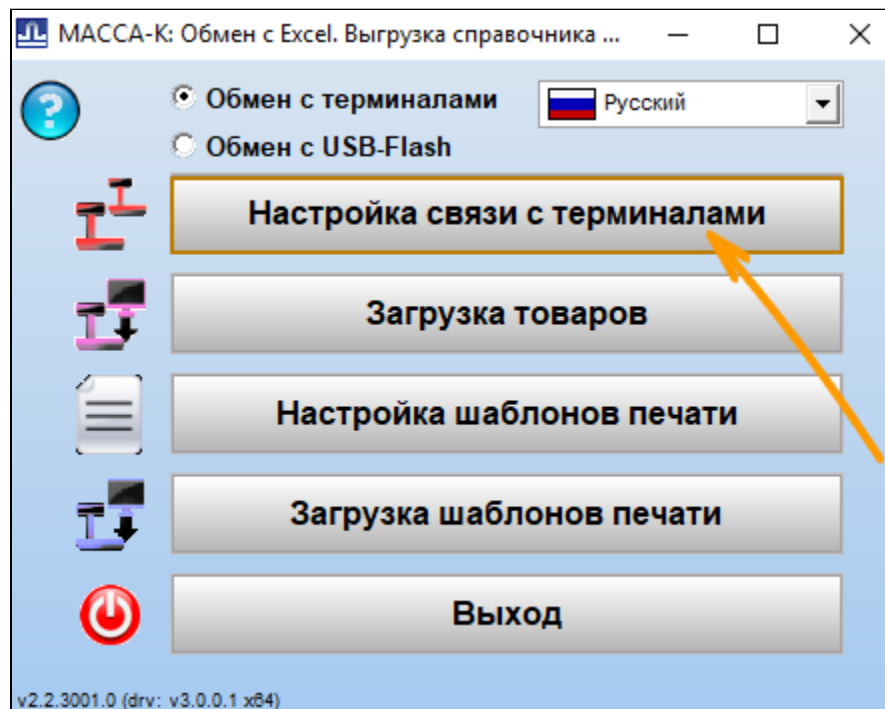 МАССА-К: Обмен с Excel. Выгрузка справочника ...
Обмен с терминалами
Русский
Обмен с USB-Flash
Настройка связи с терминалами
Загрузка товаров
Настройка шаблонов печати
Загрузка шаблонов печати
Выход
v2.2.3001.0 (drv: v3.0.0.1 x64)